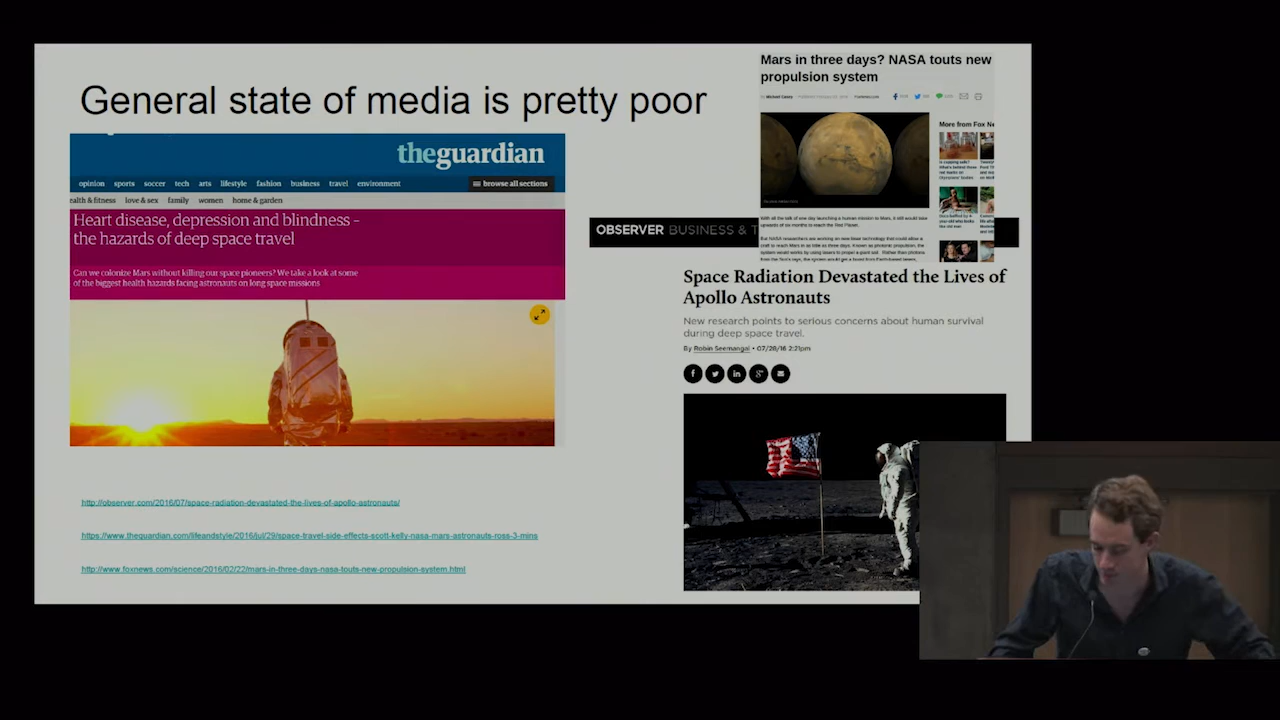 General state of media is pretty poor
theguardian
opinion sports soccer tech arts lifestyle fashion business travel environment browse all sections
health & fitness love & sex family women home & garden
Heart disease, depression and blindness –
the hazards of deep space travel
Can we colonize Mars without killing our space pioneers? We take a look at some
of the biggest health hazards facing astronauts on long space missions
http://observer.com/2016/07/space-radiation-devastated-the-lives-of-apollo-astronauts/
https://www.theguardian.com/lifeandstyle/2016/jul/29/space-travel-side-effects-scott-kelly-nasa-mars-astronauts-ross-3-mins
http://www.foxnews.com/science/2016/02/22/mars-in-three-days-nasa-touts-new-propulsion-system.html
Mars in three days? NASA touts new
propulsion system
By Michael Casey
More from Fox Ne
OBSERVER BUSINESS & T
Space Radiation Devastated the Lives of
Apollo Astronauts
New research points to serious concerns about human survival
during deep space travel.
By Robin Seemangal • 07/28/16 2:21pm